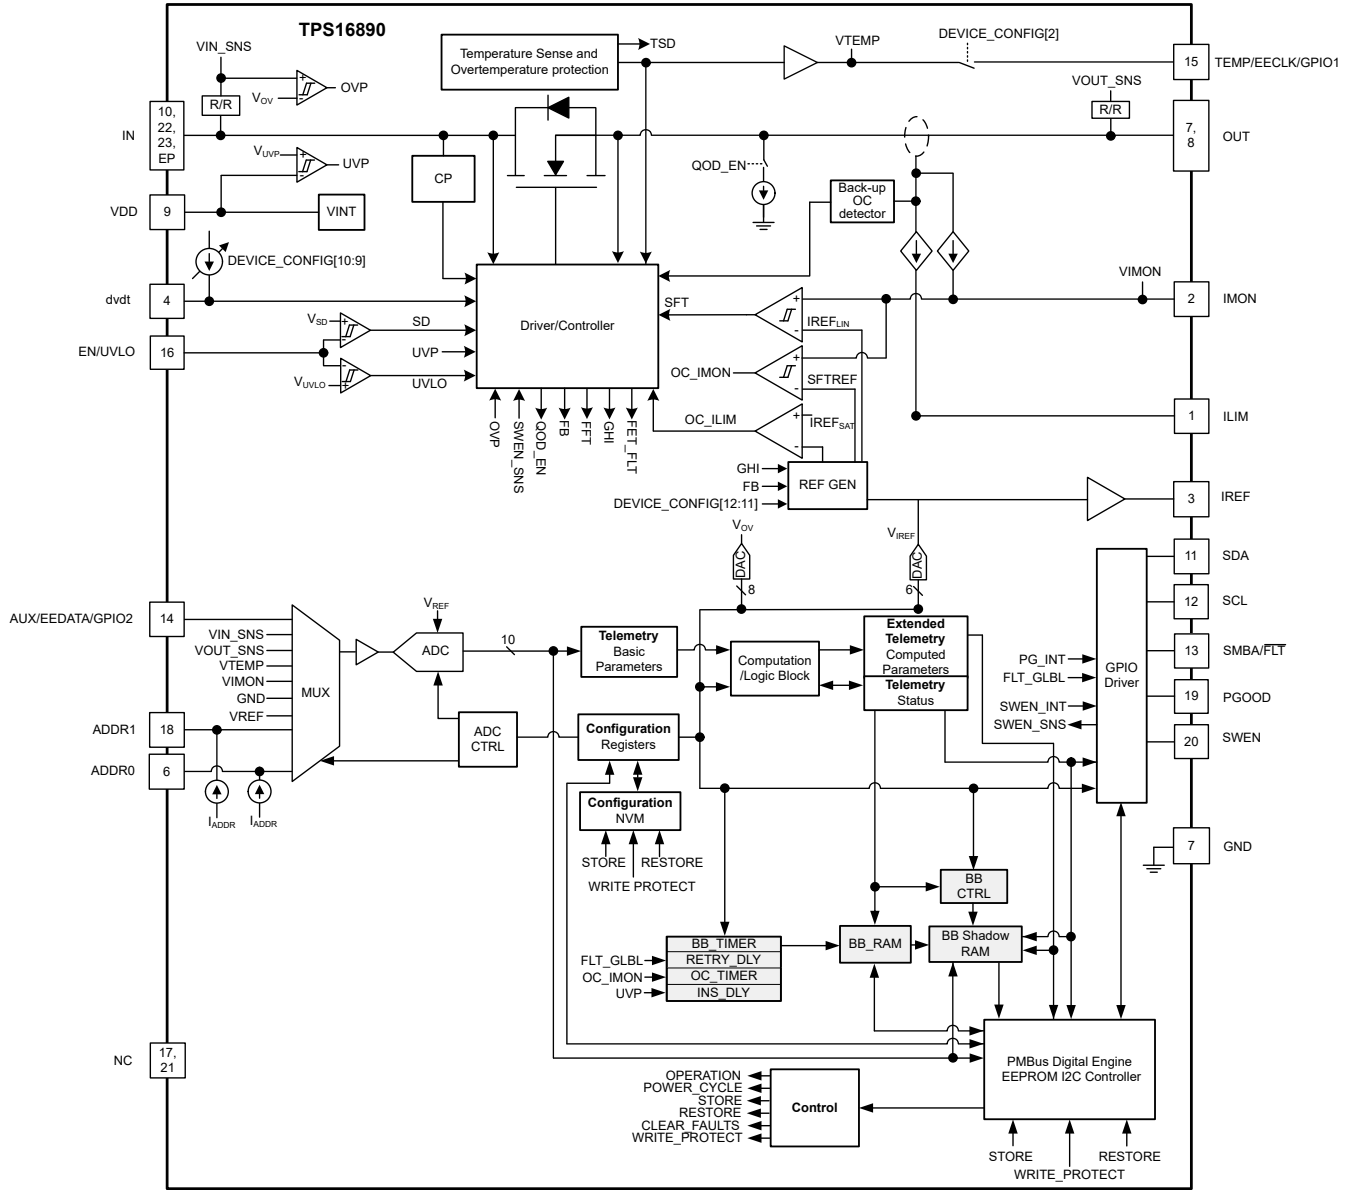 TPS16890
VIN_SNS
OVP
VOV
R/R
Temperature Sense and
Overtemperature protection
TSD
VTEMP
DEVICE_CONFIG[2]
15
TEMP/EECLK/GPIO1
VOUT_SNS
R/R
IN
10,
22,
23,
EP
7,
8
OUT
VUVP
UVP
CP
QOD_EN
Back-up
OC
detector
VDD
9
VINT
DEVICE_CONFIG[10:9]
dvdt
4
VIMON
2
IMON
SFT
IREFLIN
Driver/Controller
VSD
SD
EN/UVLO
16
UVP
VUVLO
UVLO
OC_IMON
SFTREF
OC_ILIM
IREFSAT
1
ILIM
OVP
SWEN_SNS
QOD_EN
FB
FFT
GHI
FET_FLT
GHI
FB
DEVICE_CONFIG[12:11]
REF GEN
3
IREF
VOV
VIREF
DAC
DAC
8
6
11
SDA
12
SCL
13
SMBA/FLT
19
PGOOD
20
SWEN
GPIO
Driver
PG_INT
FLT_GLBL
SWEN_INT
SWEN_SNS
AUX/EEDATA/GPIO2
14
VIN_SNS
VOUT_SNS
VTEMP
VIMON
GND
VREF
MUX
VREF
ADC
10
Telemetry
Basic
Parameters
Computation
/Logic Block
Extended
Telemetry
Computed
Parameters
Telemetry
Status
ADDR1
18
ADDR0
6
IADDR
IADDR
ADC
CTRL
Configuration
Registers
Configuration
NVM
STORE
RESTORE
WRITE PROTECT
7
GND
BB
CTRL
BB_TIMER
RETRY_DLY
OC_TIMER
INS_DLY
FLT_GLBL
OC_IMON
UVP
BB_RAM
BB Shadow
RAM
NC
17,
21
PMBus Digital Engine
EEPROM I2C Controller
OPERATION
POWER_CYCLE
STORE
RESTORE
CLEAR_FAULTS
WRITE_PROTECT
Control
STORE
RESTORE
WRITE_PROTECT